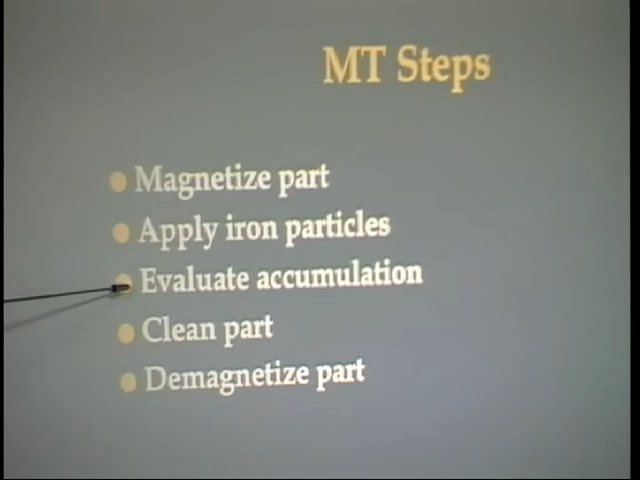 MT Steps
Magnetize part
Apply iron particles
Evaluate accumulation
Clean part
Demagnetize part